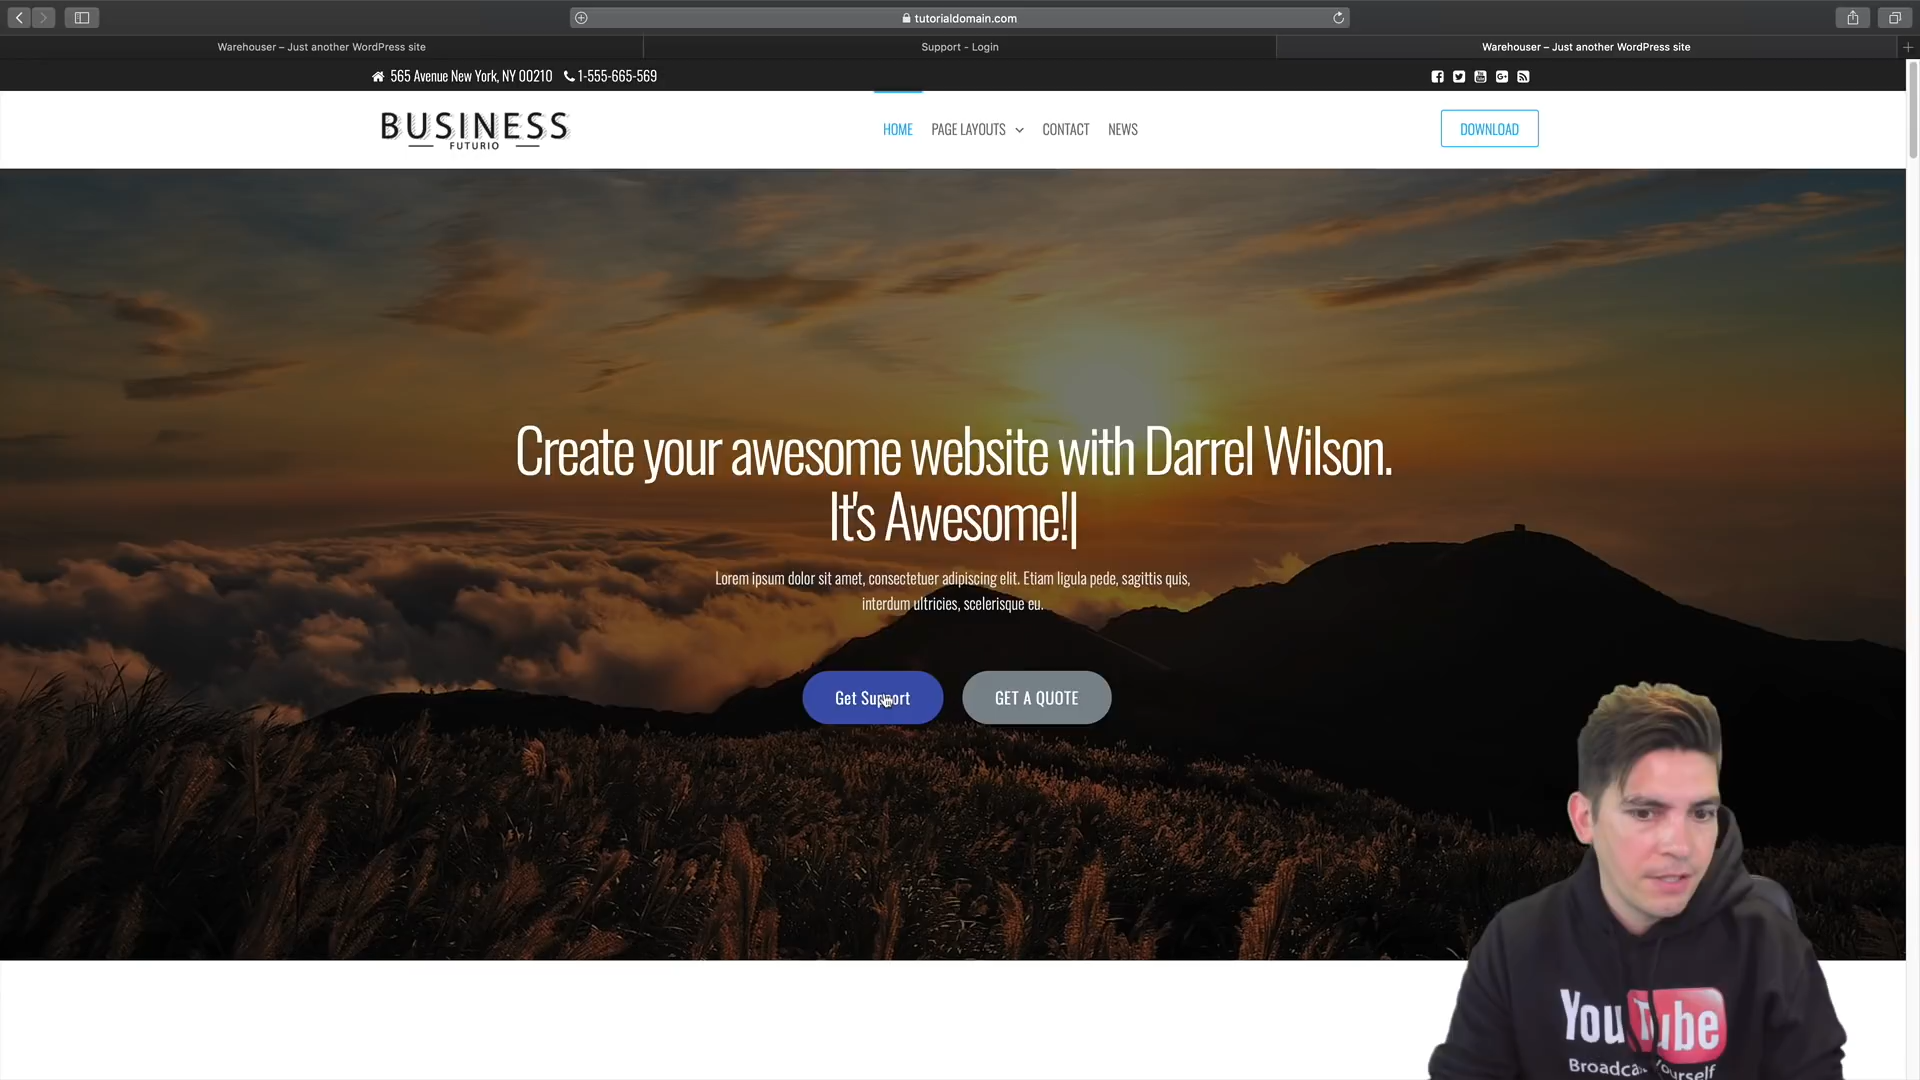 tutorialdomain.com
Warehouser – Just another WordPress site
Support - Login
Warehouser – Just another WordPress site
565 Avenue New York, NY 00210 1-555-665-569
BUSINESS
FUTURIO
HOME
PAGE LAYOUTS
CONTACT
NEWS
DOWNLOAD
Create your awesome website with Darrel Wilson.
It's Awesome!|
Lorem ipsum dolor sit amet, consectetuer adipiscing elit. Etiam ligula pede, sagittis quis,
interdum ultricies, scelerisque eu.
Get Support
GET A QUOTE
YouTube
Broadcast Yourself